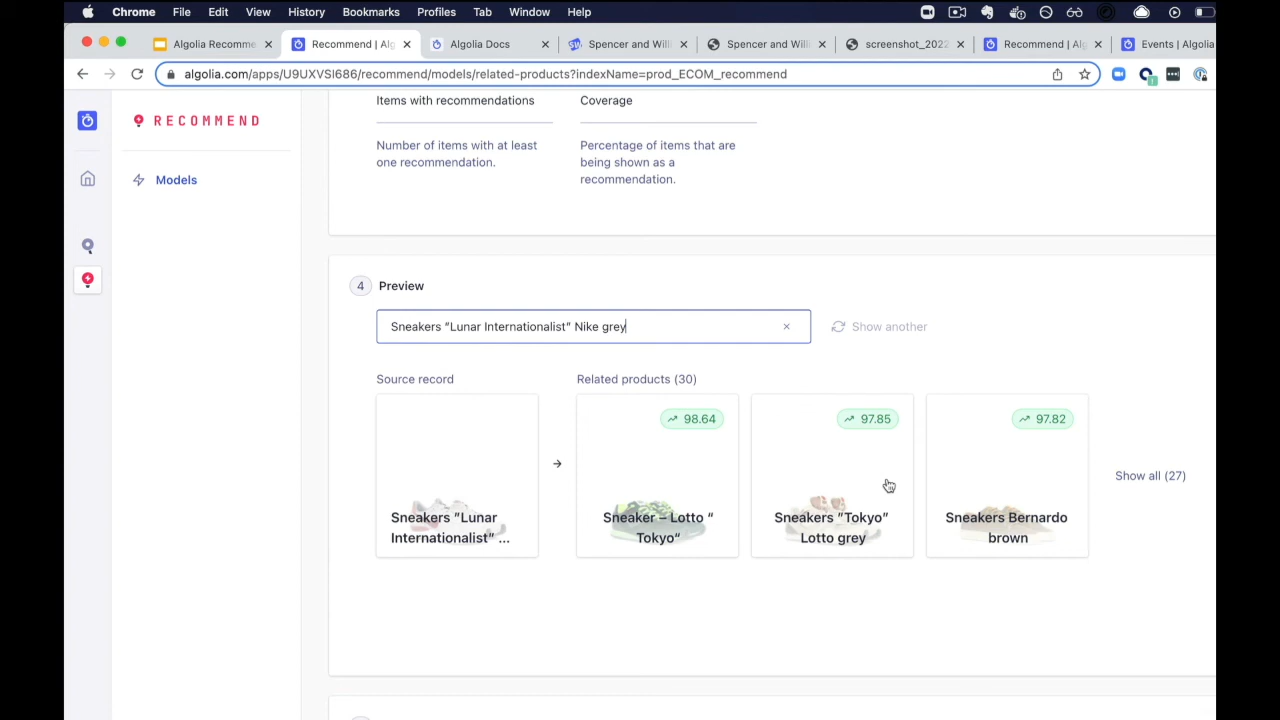 Chrome File Edit View History Bookmarks Profiles Tab Window Help
Algolia Recomme Recommend | Alg Algolia Docs Spencer and Willi Spencer and Willi screenshot_2022 Recommend | Alg Events | Algolia
algolia.com/apps/U9UXVSI686/recommend/models/related-products?indexName=prod_ECOM_recommend
RECOMMEND
Models
Items with recommendations Coverage
Number of items with at least
one recommendation.
Percentage of items that are
being shown as a
recommendation.
4 Preview
Sneakers "Lunar Internationalist" Nike grey
Show another
Source record Related products (30)
98.64 97.85 97.82
Sneakers "Lunar
Internationalist" ...
Sneaker – Lotto “
Tokyo“
Sneakers "Tokyo"
Lotto grey
Sneakers Bernardo
brown
Show all (27)